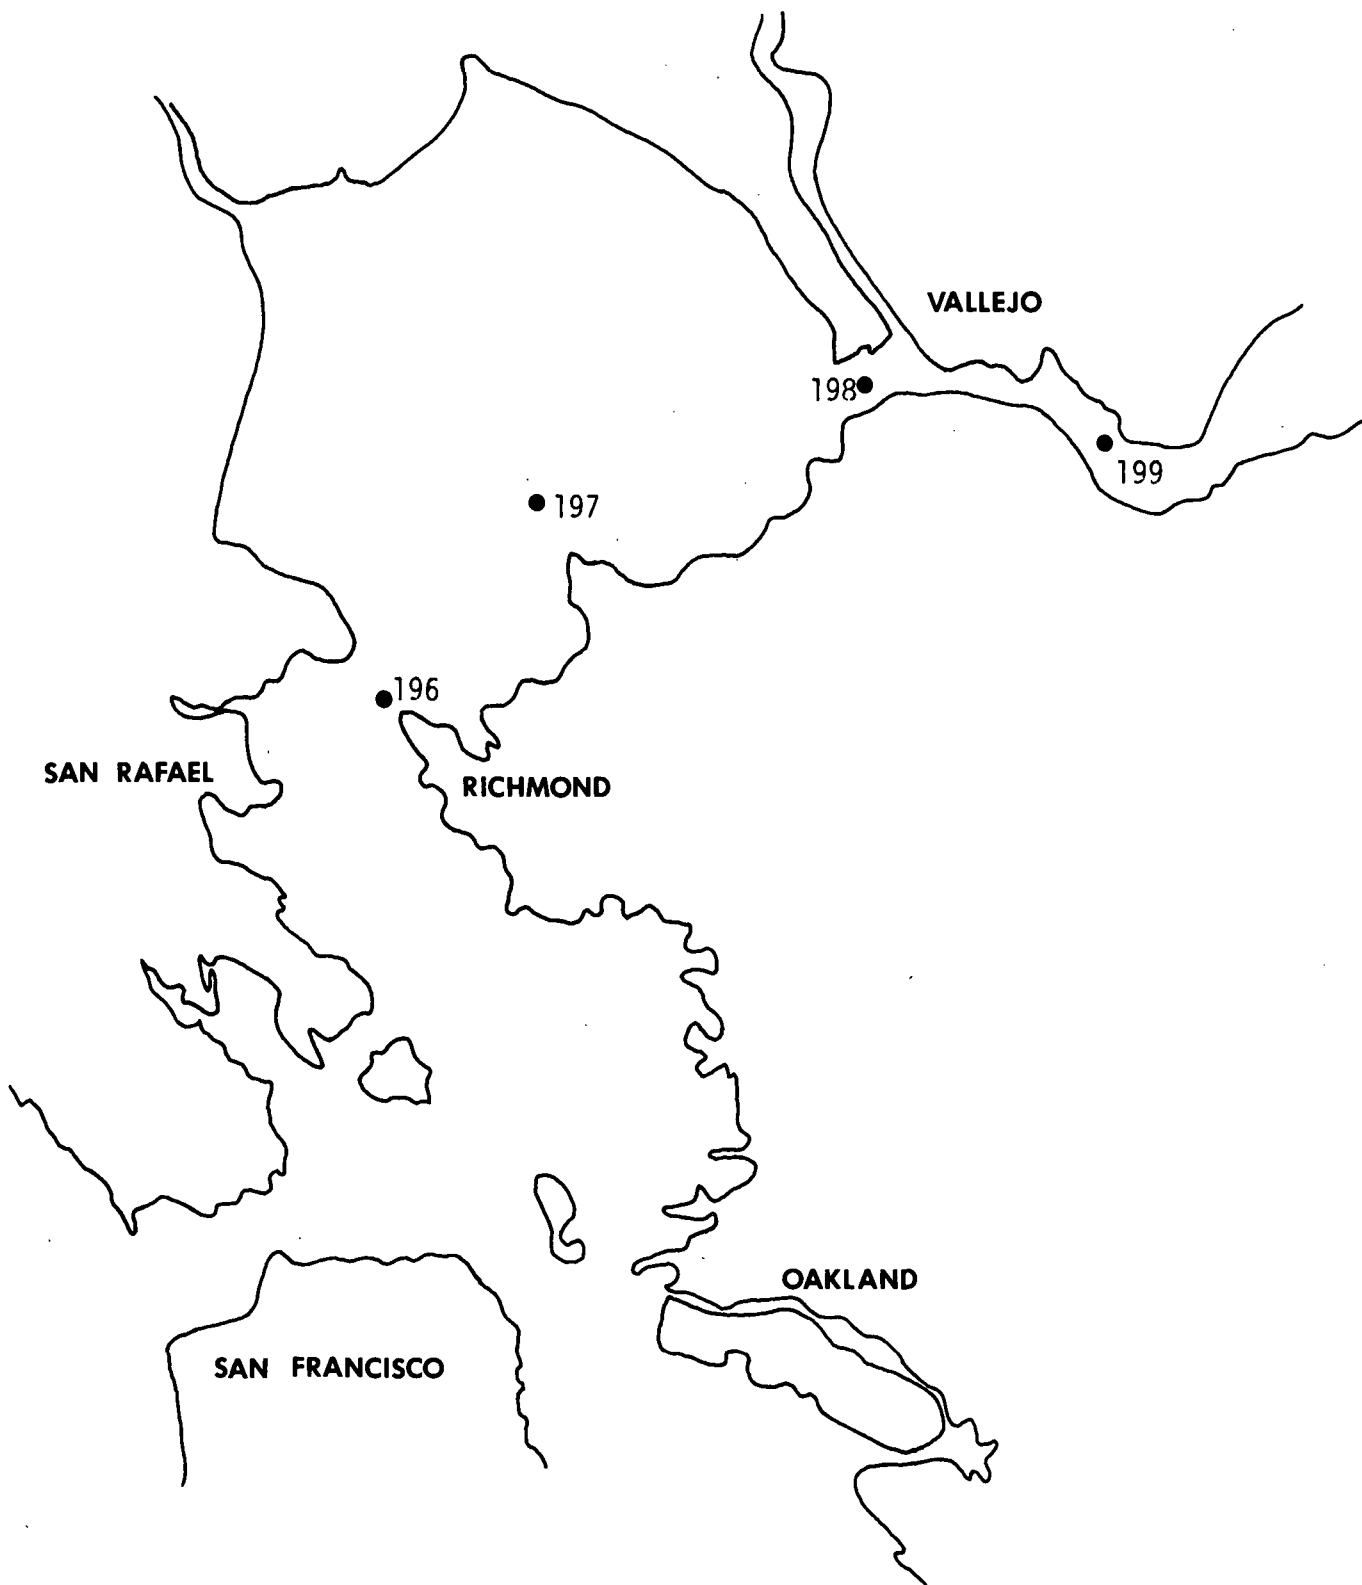 VALLEJO
198
199
197
196
SAN RAFAEL
RICHMOND
OAKLAND
SAN FRANCISCO